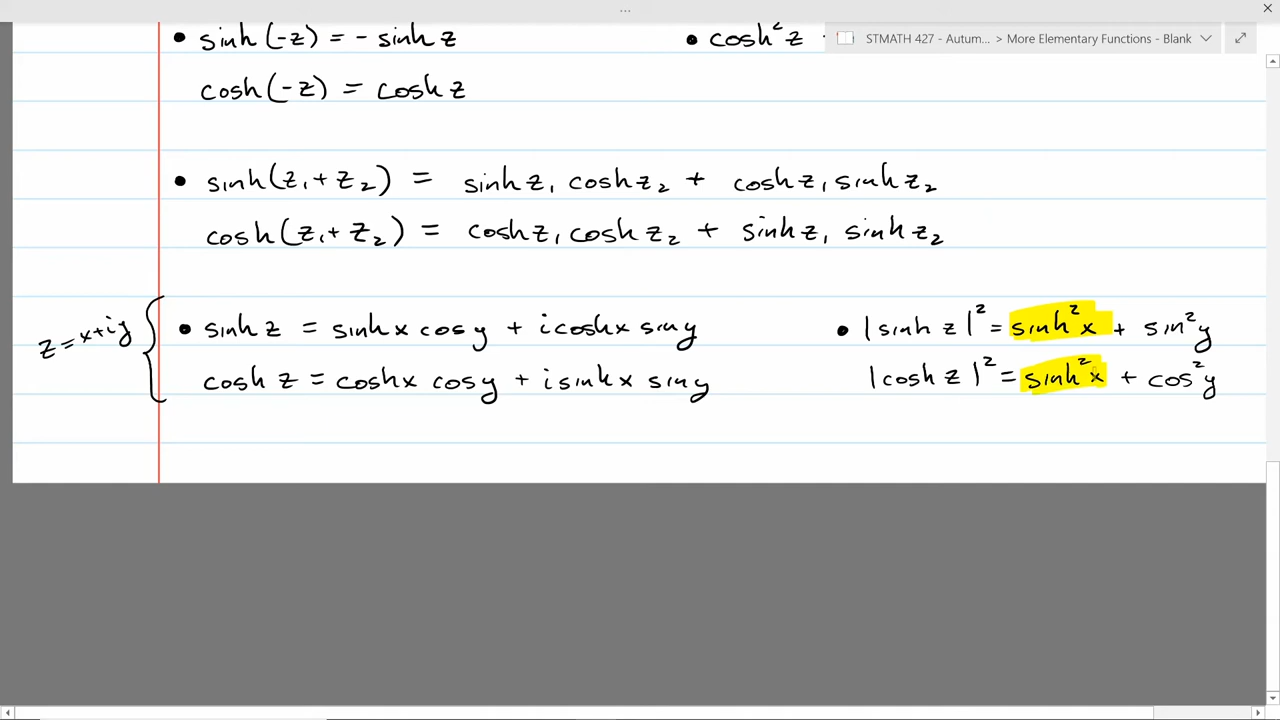 ...
STMATH 427 - Autum... > More Elementary Functions - Blank
• sinh(-z) = - sinh z
• cosh²z
cosh(-z) = cosh z
• sinh(z₁+z₂) = sinh z₁ cosh z₂ + cosh z₁ sinh z₂
cosh(z₁+z₂) = cosh z₁ cosh z₂ + sinh z₁ sinh z₂
z = x+iy
• sinh z = sinh x cos y + i cosh x sin y
cosh z = cosh x cos y + i sinh x sin y
• |sinh z|² = sinh²x + sin²y
|cosh z|² = sinh²x + cos²y